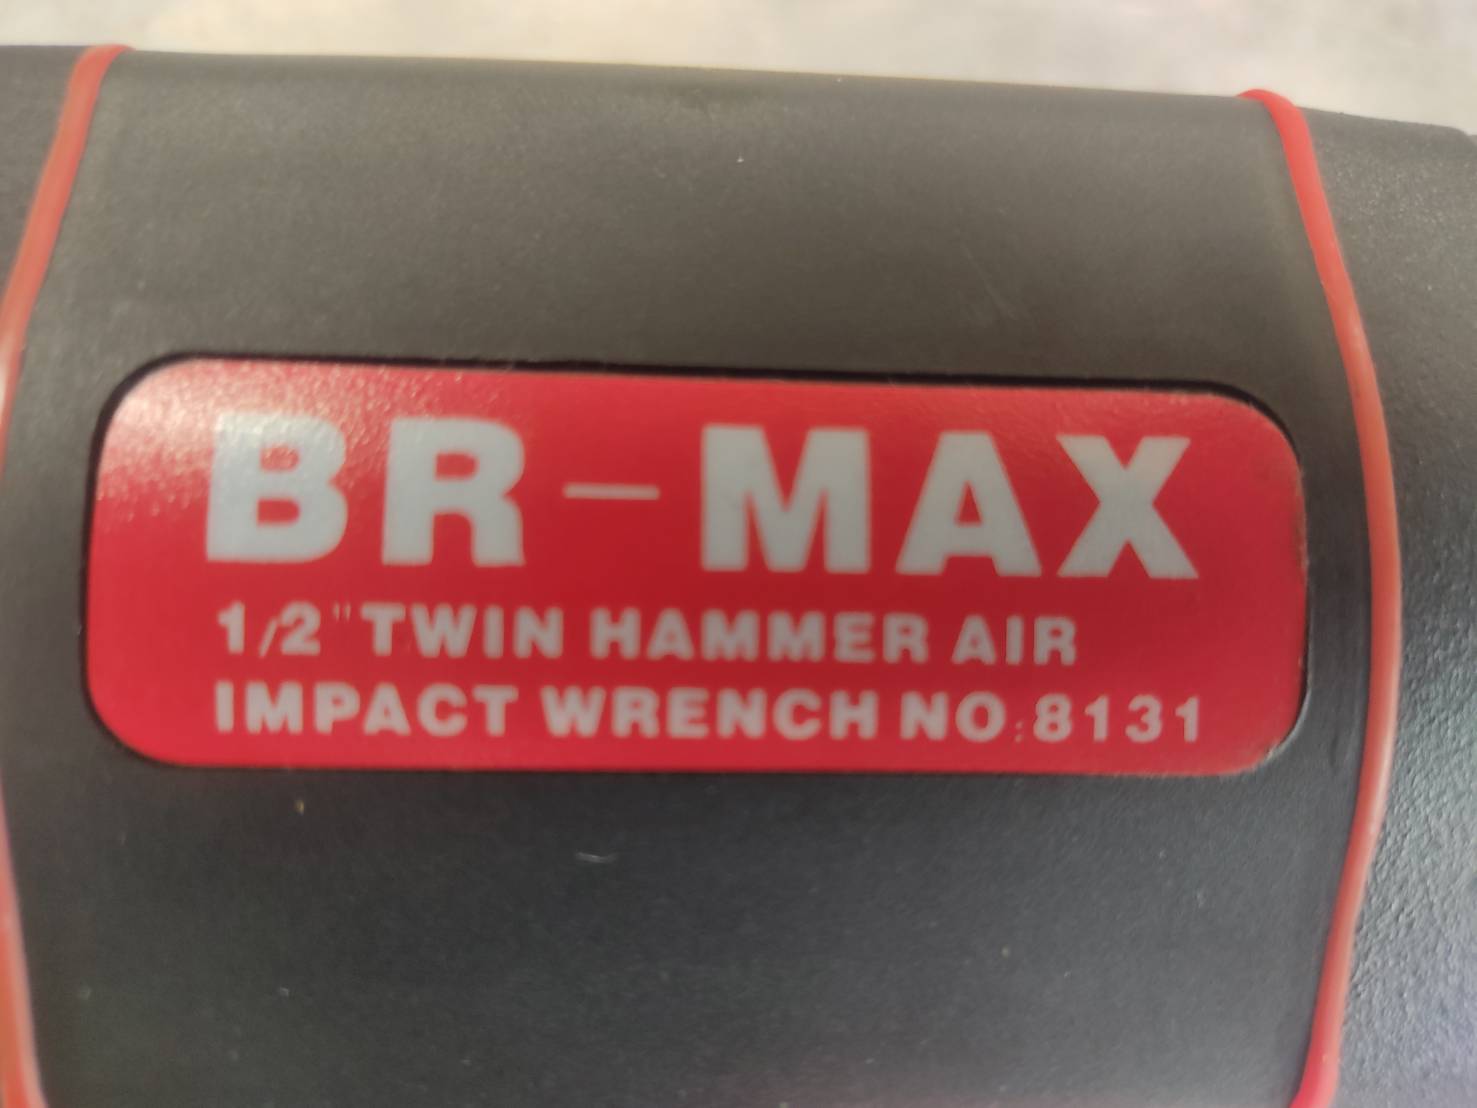 BR-MAX
1/2" TWIN HAMMER AIR
IMPACT WRENCH NO:8131